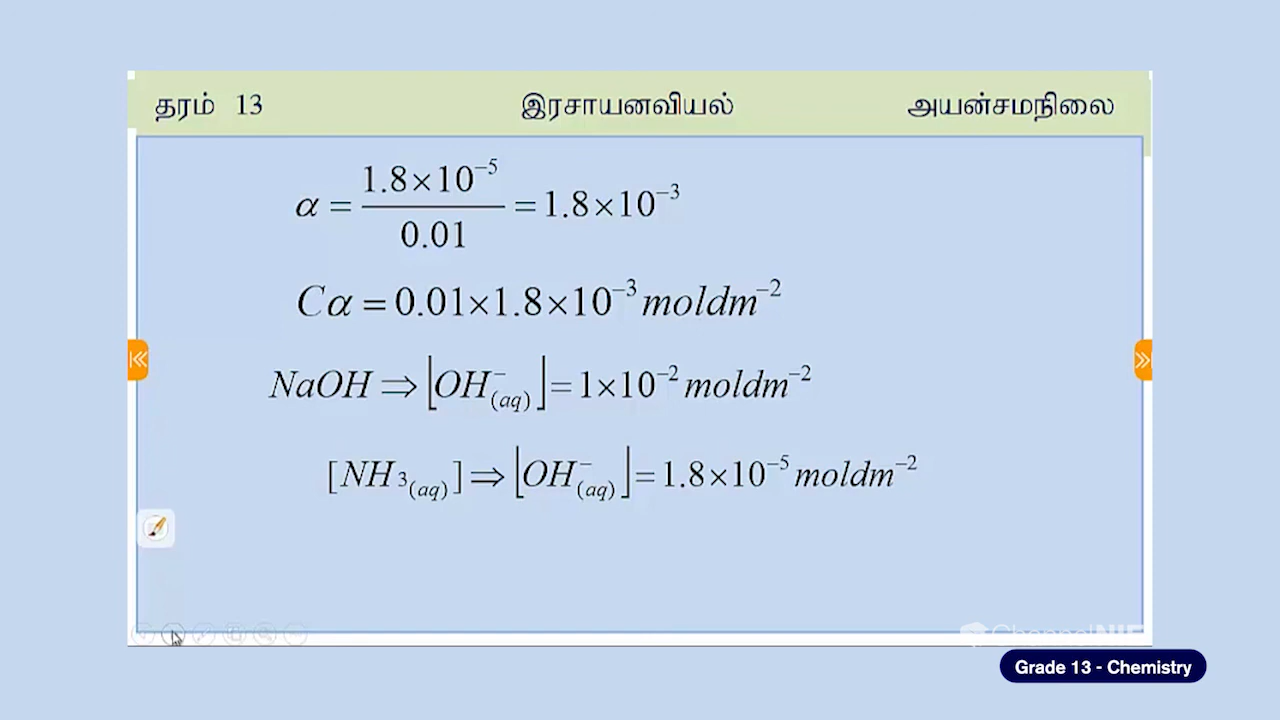 தரம் 13 இரசாயனவியல் அயன்சமநிலை
α = 1.8×10⁻⁵ / 0.01 = 1.8×10⁻³
Cα = 0.01×1.8×10⁻³ moldm⁻²
NaOH ⇒ ⌊OH⁻(aq)⌋ = 1×10⁻² moldm⁻²
[NH₃(aq)] ⇒ ⌊OH⁻(aq)⌋ = 1.8×10⁻⁵ moldm⁻²
Channel NIE
Grade 13 - Chemistry